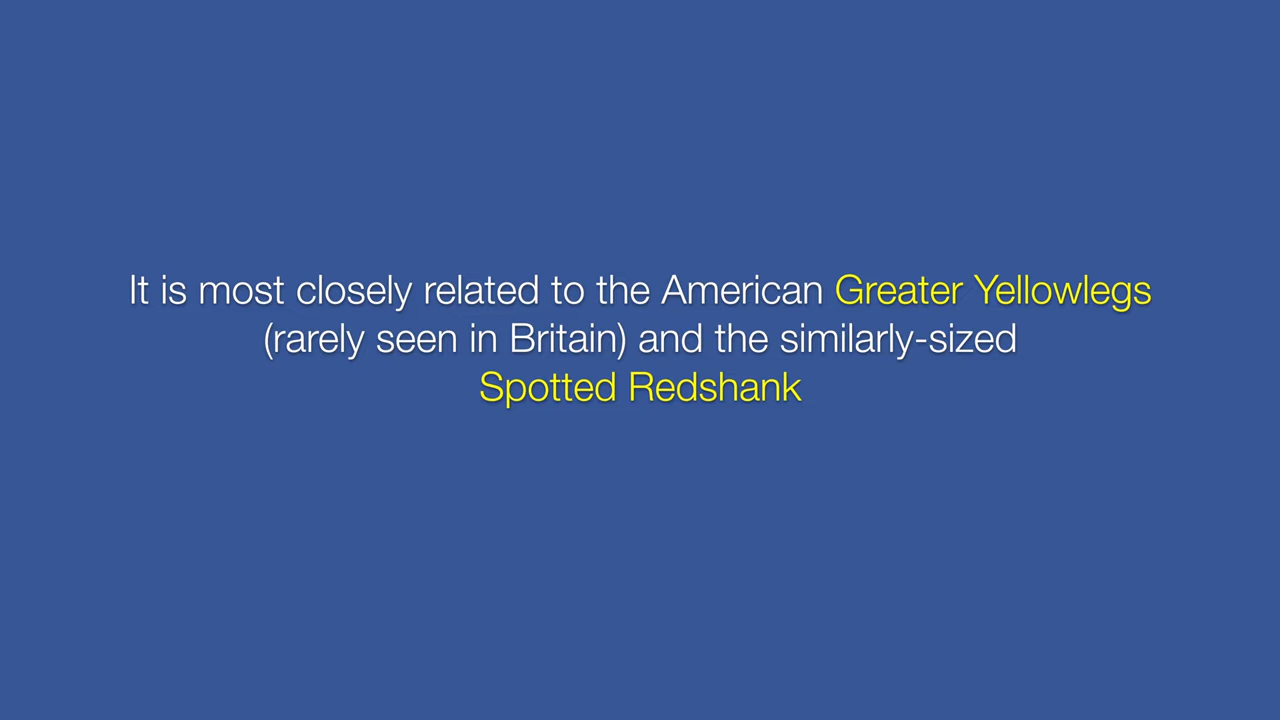 It is most closely related to the American Greater Yellowlegs
(rarely seen in Britain) and the similarly-sized
Spotted Redshank